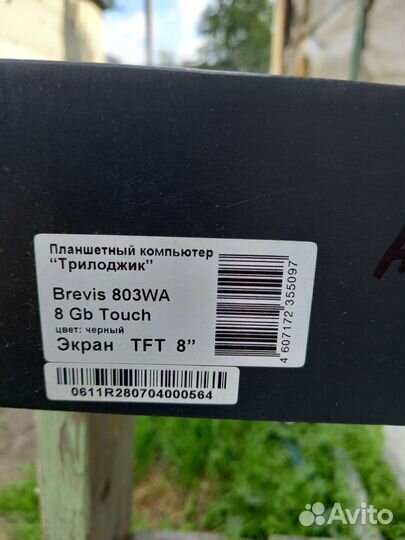 Планшетный компьютер
“Трилоджик”
Brevis 803WA
8 Gb Touch
цвет: черный
Экран TFT 8”
4 607172 355097
0611R280704000564
Avito